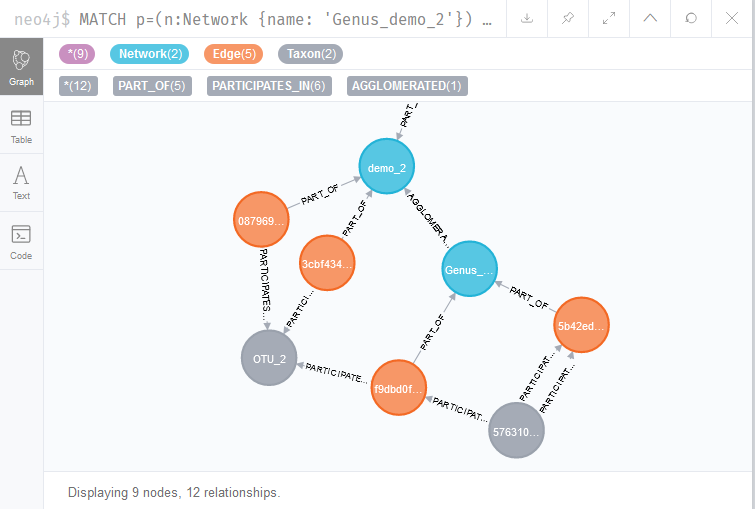 neo4j$ MATCH p=(n:Network {name: 'Genus_demo_2'}) …
*(9) Network(2) Edge(5) Taxon(2)
*(12) PART_OF(5) PARTICIPATES_IN(6) AGGLOMERATED(1)
Graph
Table
Text
Code
PART_
demo_2
PART_OF
087969...
PART_OF
AGGLOMERA...
3cbf434...
Genus_...
PARTICIPATES...
PARTICI...
PART_OF
5b42ed...
PART_OF
OTU_2
PARTICIPATE...
f9dbd0f...
PARTICIPAT...
PARTICIPAT...
PARTICIPAT...
576310...
Displaying 9 nodes, 12 relationships.